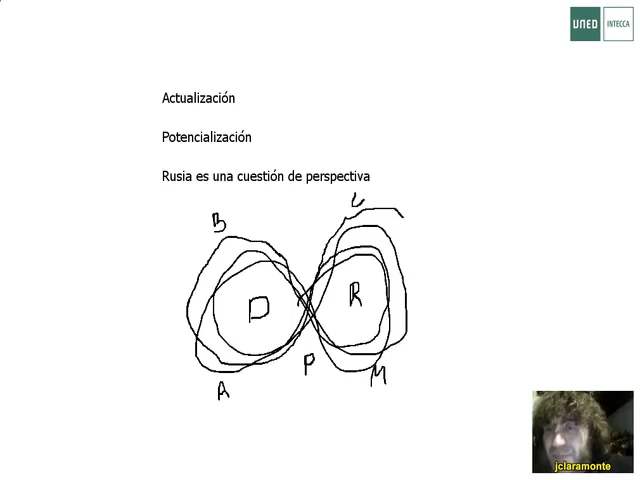 UNED INTECCA
Actualización
Potencialización
Rusia es una cuestión de perspectiva
B
L
D
R
P
A
M
jclaramonte